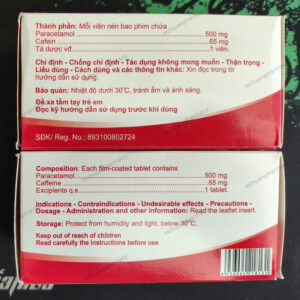 Thành phần: Mỗi viên nén bao phim chứa:
Paracetamol 500 mg
Cafein 65 mg
Tá dược vđ 1 viên.
Chỉ định - Chống chỉ định - Tác dụng không mong muốn - Thận trọng -
Liều dùng - Cách dùng và các thông tin khác: Xin đọc trong tờ
hướng dẫn sử dụng.
Bảo quản: Nhiệt độ dưới 30°C, tránh ẩm và ánh sáng.
Để xa tầm tay trẻ em
Đọc kỹ hướng dẫn sử dụng trước khi dùng
SDK/ Reg. No.: 893100802724
Composition: Each film-coated tablet contains
Paracetamol 500 mg
Caffeine 65 mg
Excipients q.s 1 tablet.
Indications - Contraindications - Undesirable effects - Precautions
- Dosage - Administration and other information: Read the leaflet insert.
Storage: Protect from humidity and light, below 30°C.
Keep out of reach of children
Read carefully the instructions before use